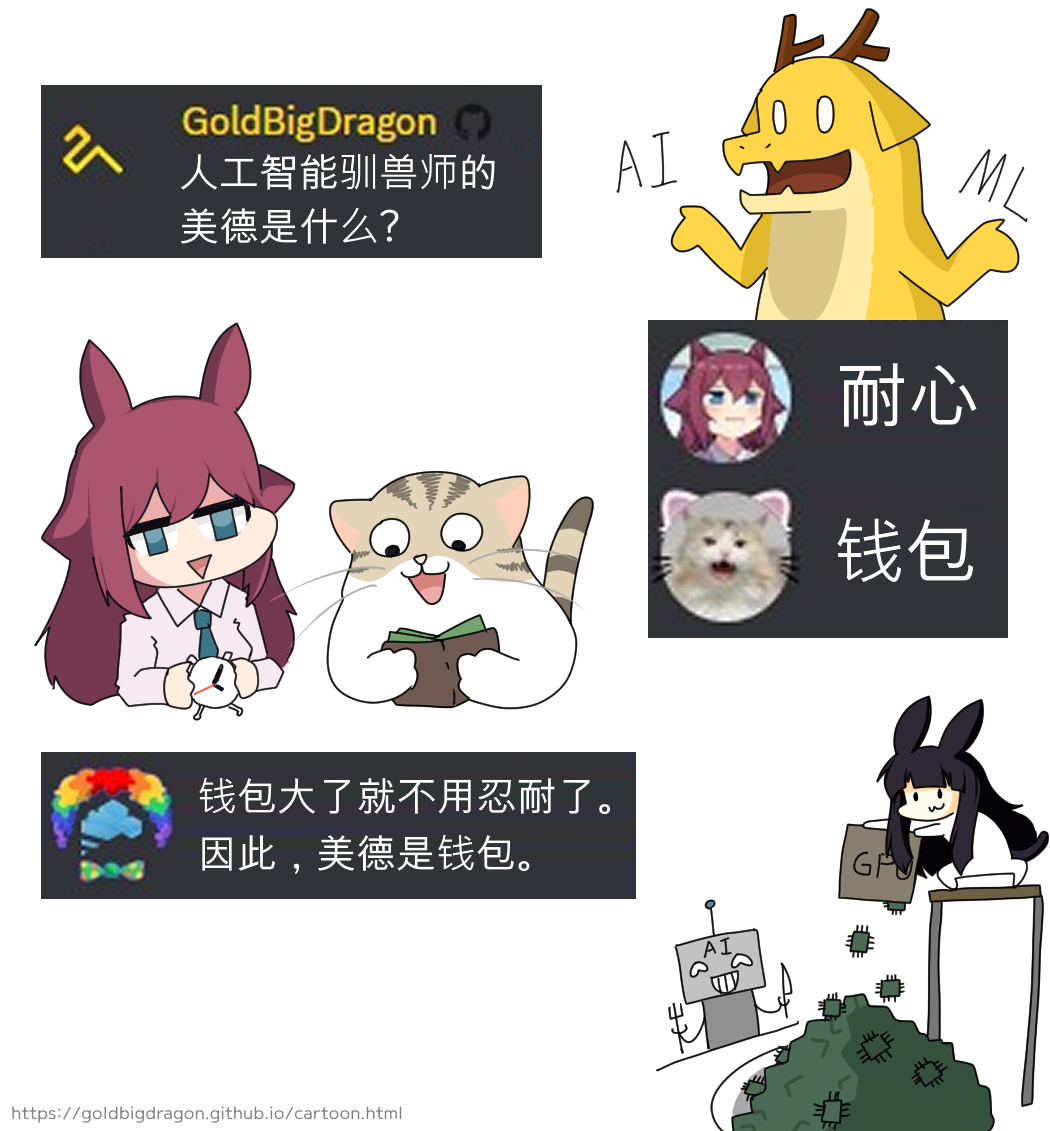 GoldBigDragon
人工智能驯兽师的
美德是什么？
AI
ML
耐心
钱包
钱包大了就不用忍耐了。
因此，美德是钱包。
GPU
AI
https://goldbigdragon.github.io/cartoon.html